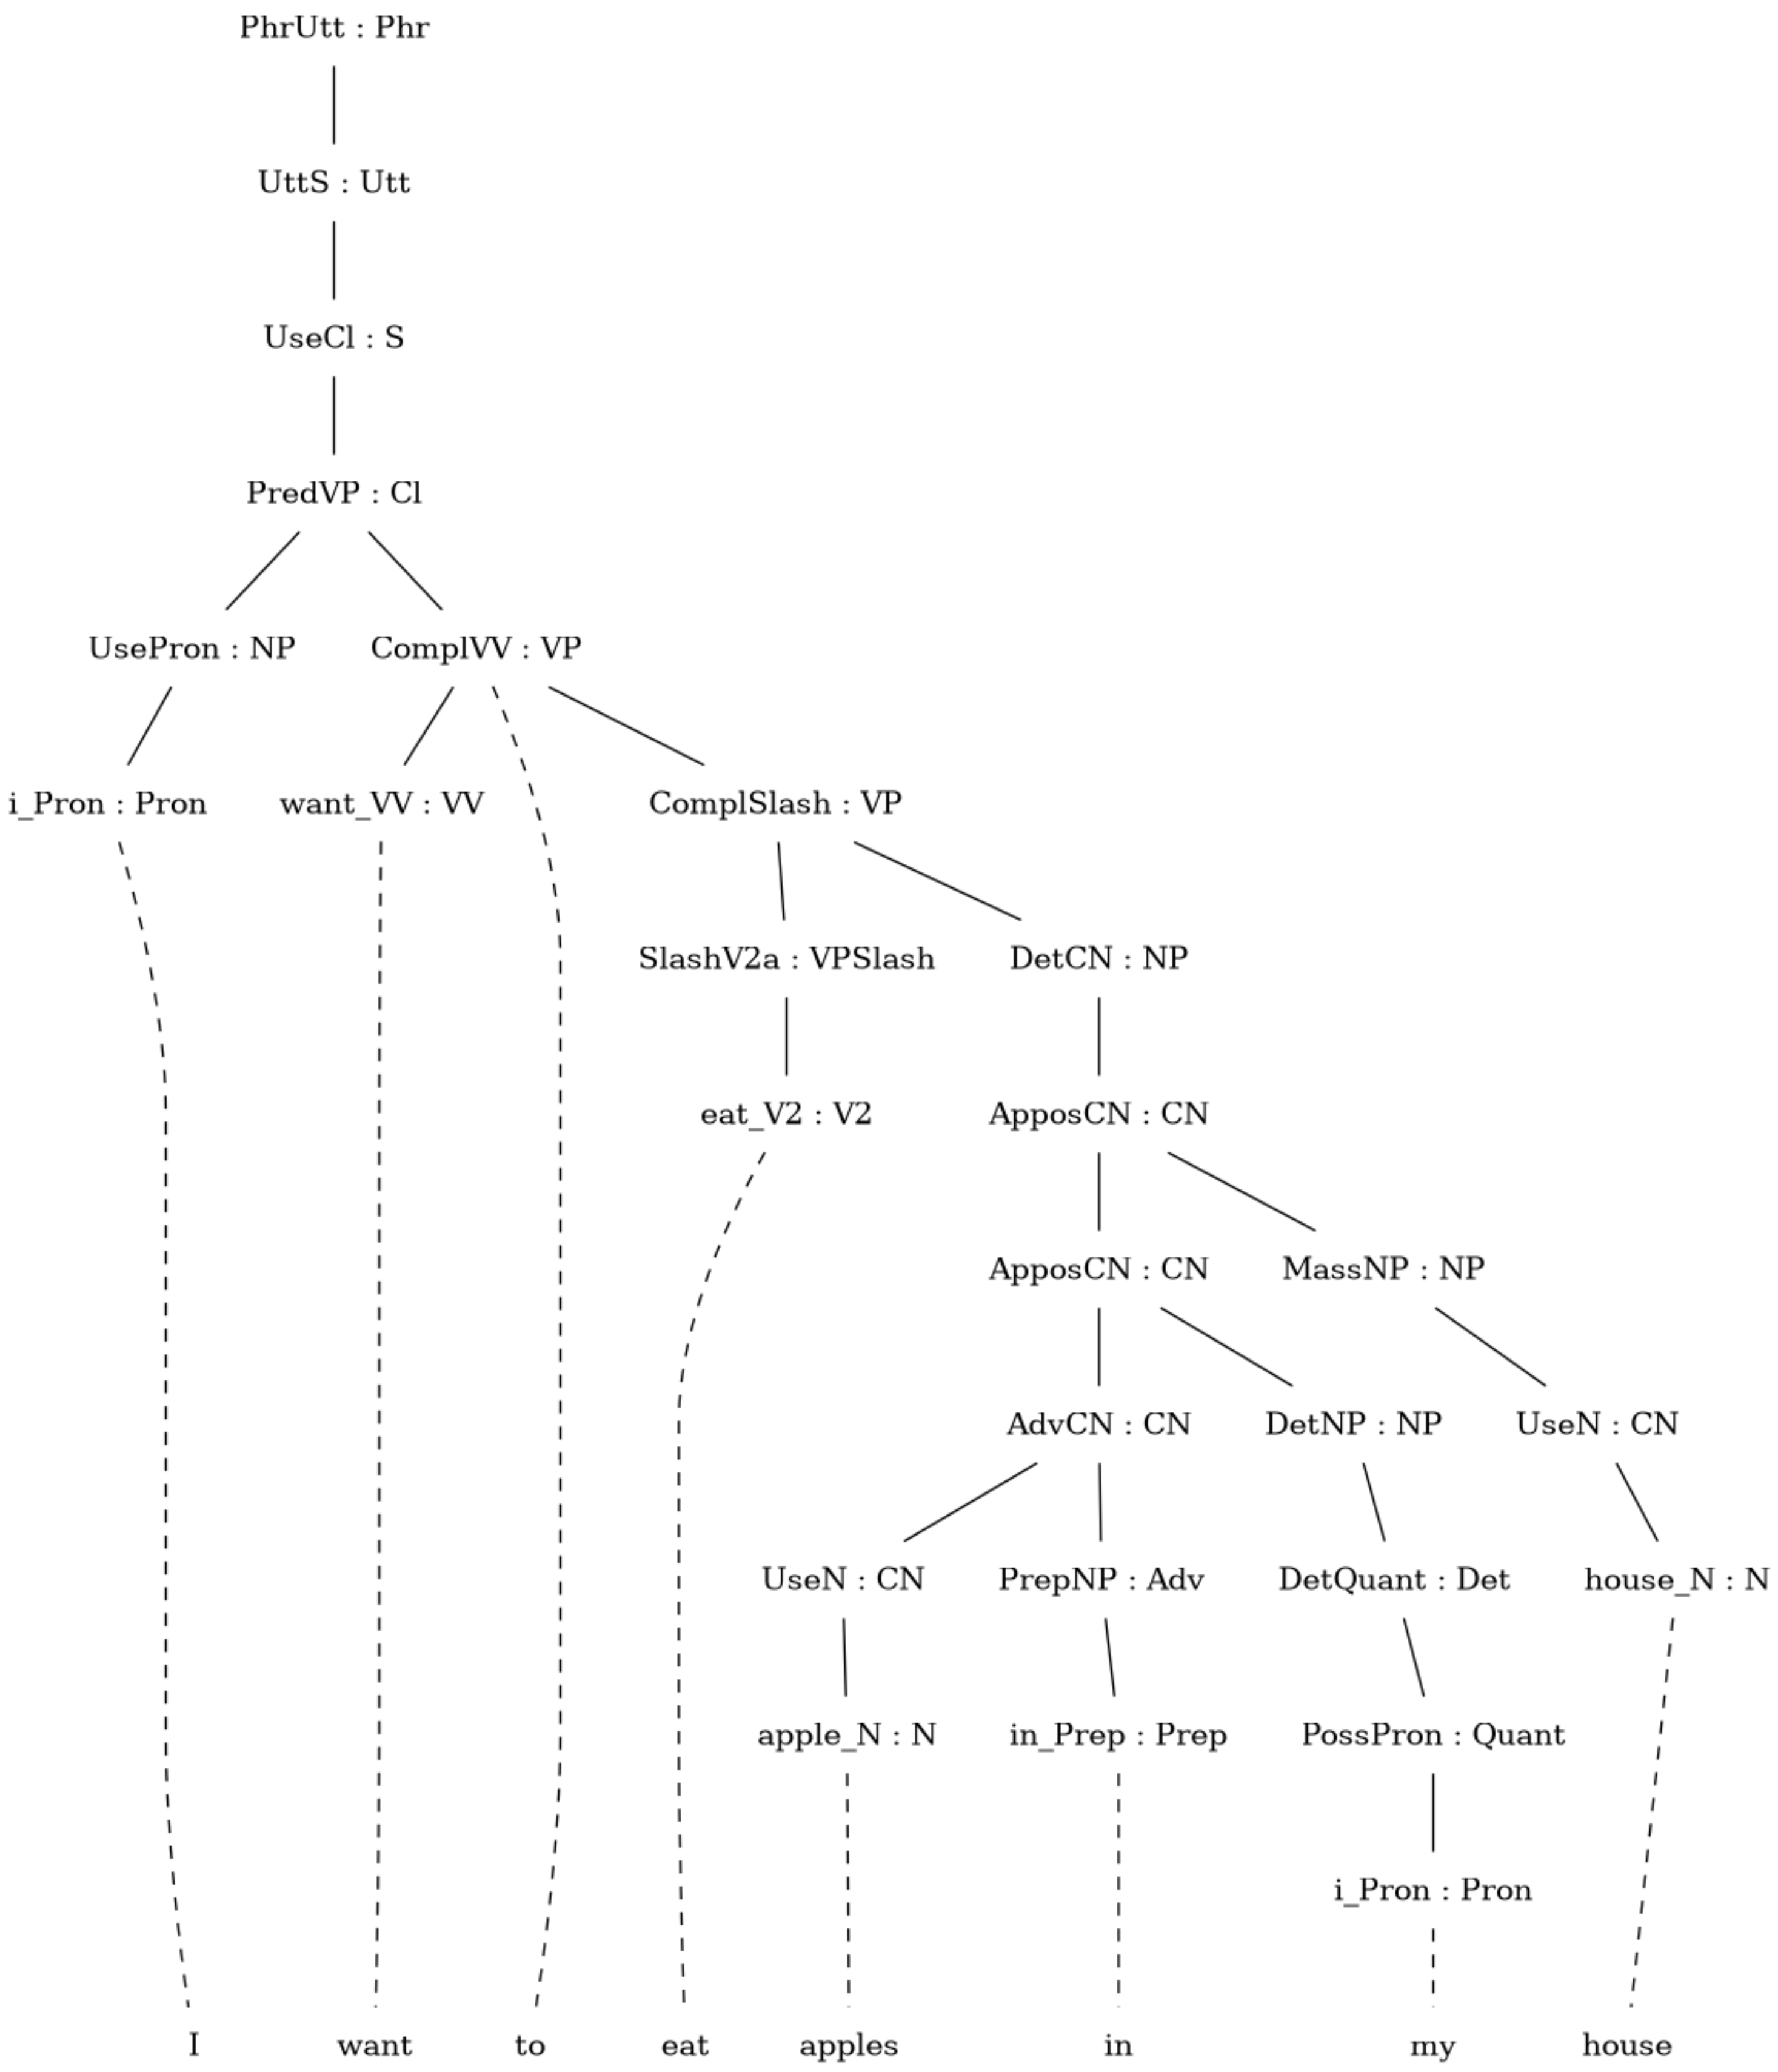 PhrUtt : Phr
UttS : Utt
UseCl : S
PredVP : Cl
UsePron : NP ComplVV : VP
i_Pron : Pron want_VV : VV ComplSlash : VP
SlashV2a : VPSlash DetCN : NP
eat_V2 : V2 ApposCN : CN
ApposCN : CN MassNP : NP
AdvCN : CN DetNP : NP UseN : CN
UseN : CN PrepNP : Adv DetQuant : Det house_N : N
apple_N : N in_Prep : Prep PossPron : Quant
i_Pron : Pron
I want to eat apples in my house